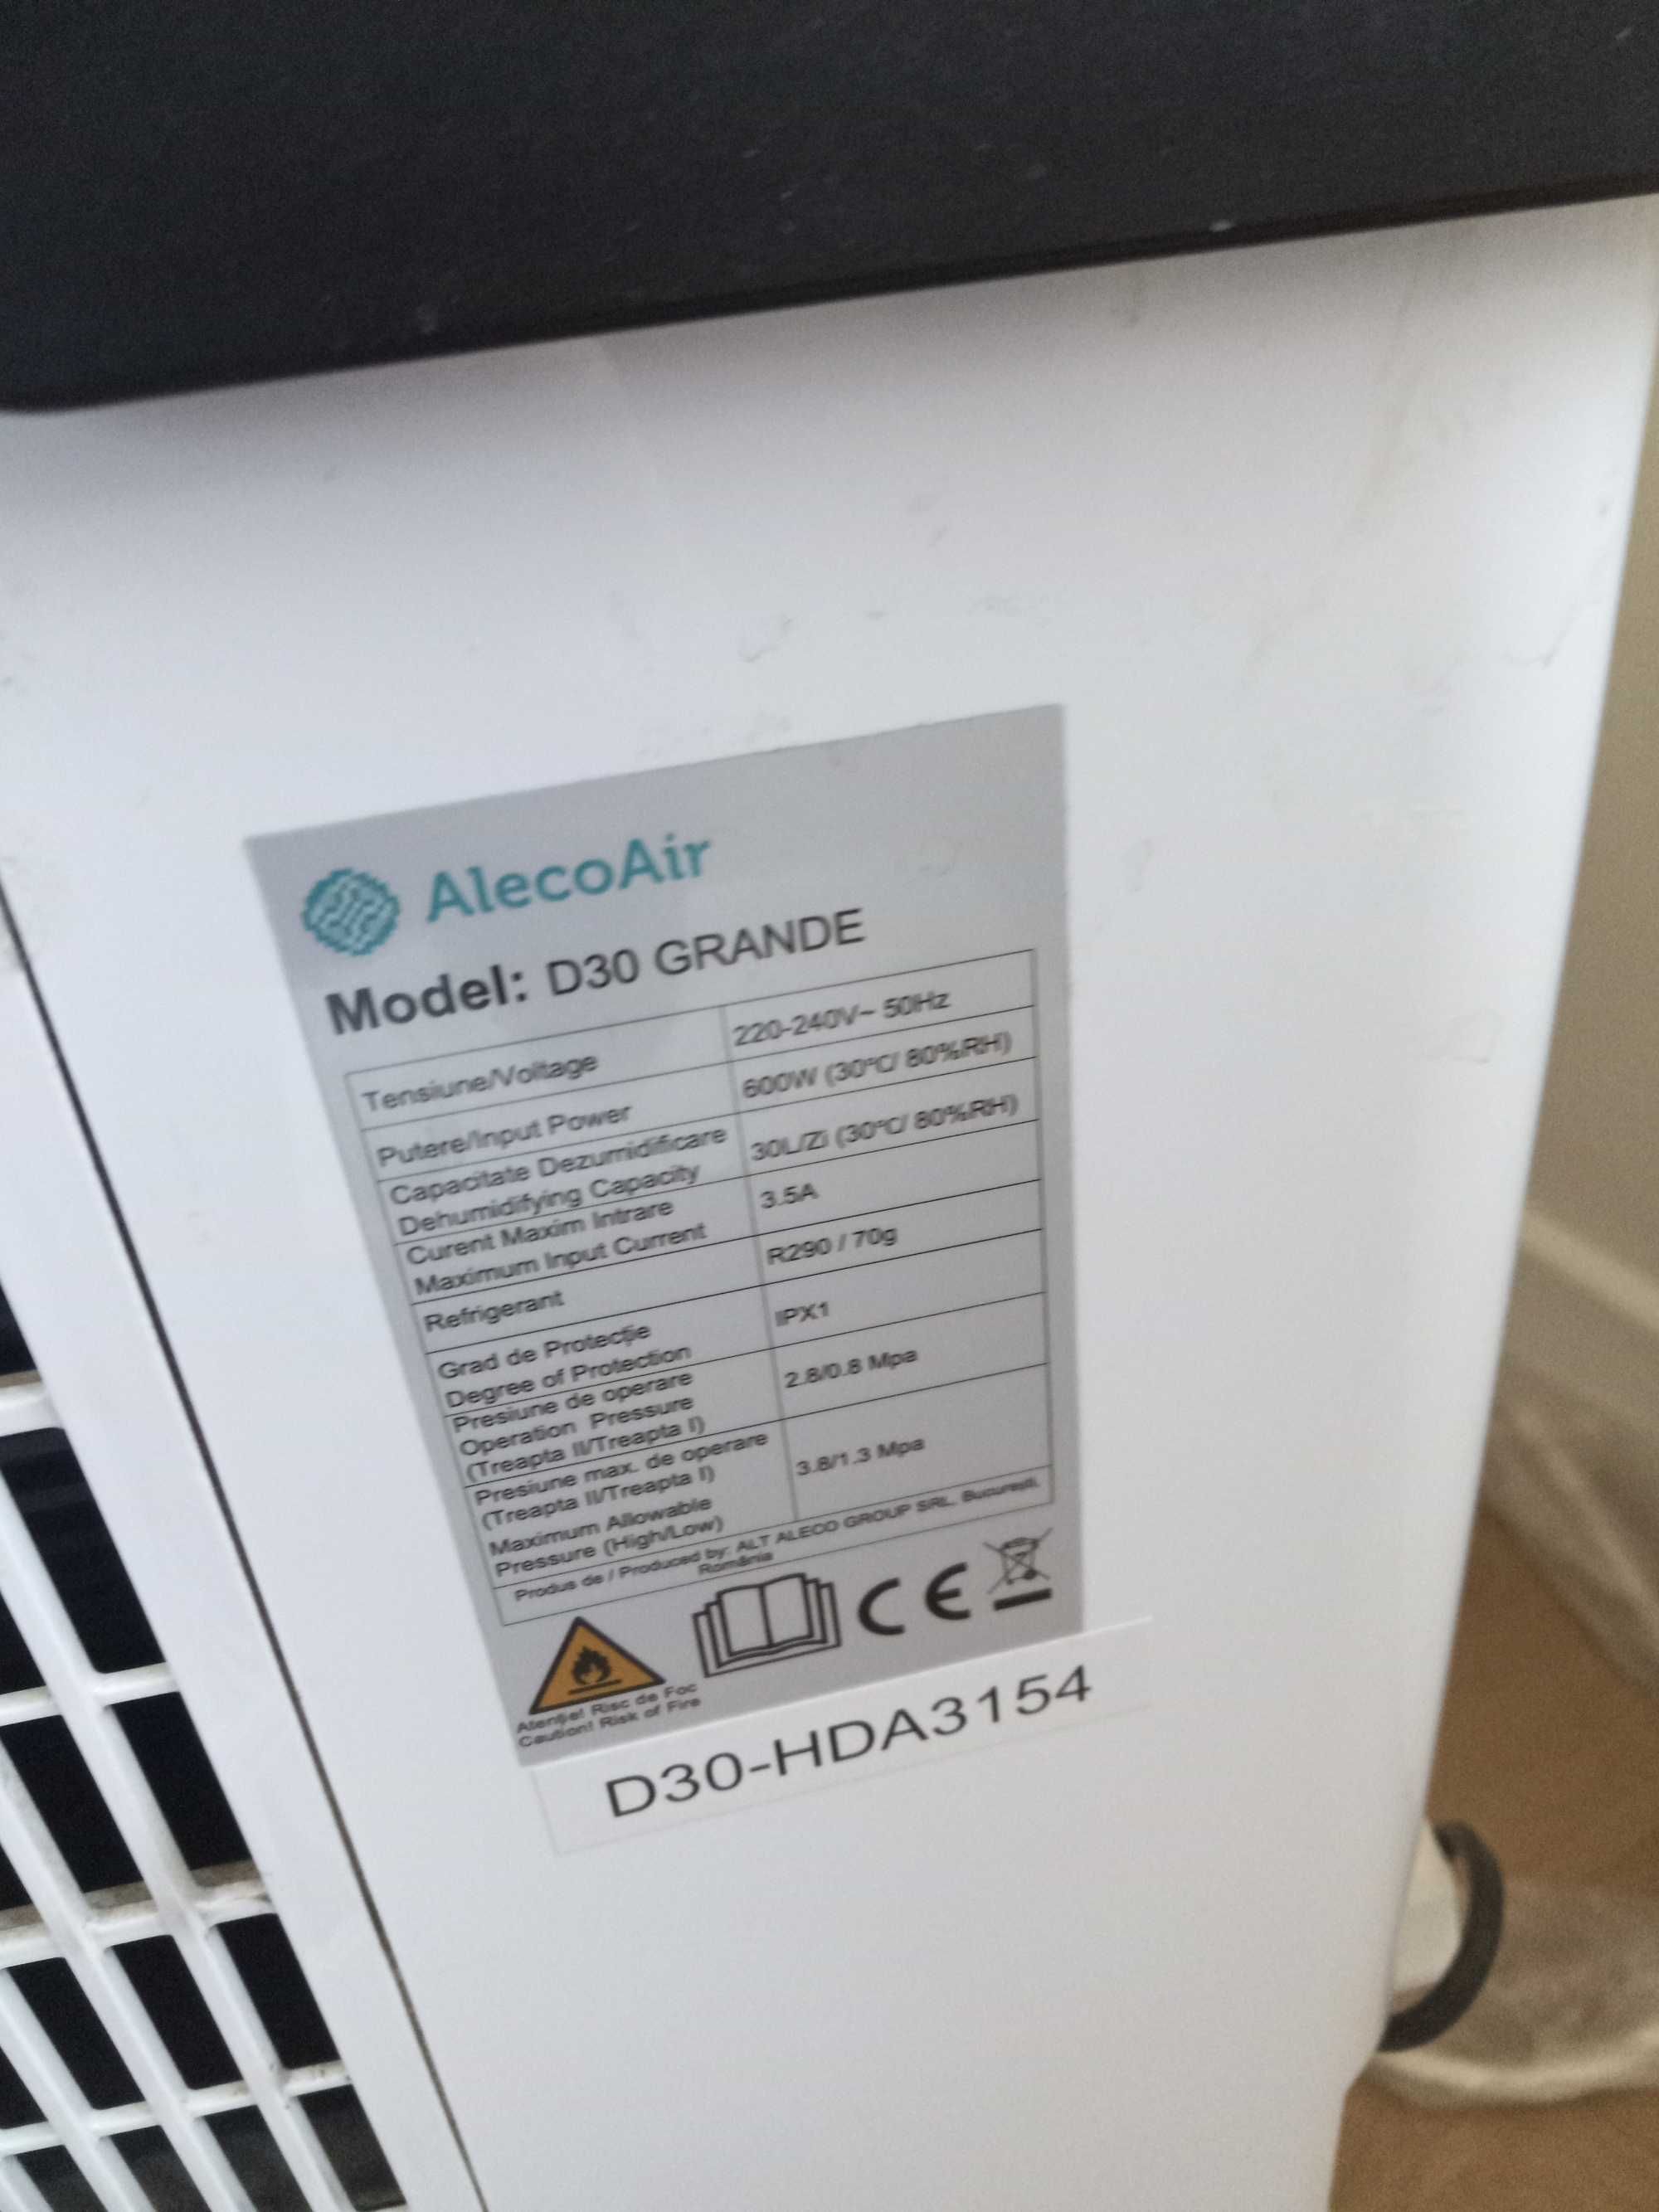 AlecoAir
Model: D30 GRANDE
Tensiune/Voltage 220-240V~ 50Hz
Putere/Input Power 600W (30°C/ 80%RH)
Capacitate Dezumidificare
Dehumidifying Capacity 30L/Zi (30°C/ 80%RH)
Curent Maxim Intrare
Maximum Input Current 3.5A
Refrigerant R290 / 70g
Grad de Protecție
Degree of Protection IPX1
Presiune de operare
Operation Pressure
(Treapta II/Treapta I) 2.8/0.8 Mpa
Presiune max. de operare
(Treapta II/Treapta I)
Maximum Allowable
Pressure (High/Low) 3.8/1.3 Mpa
Produs de / Produced by: ALT ALECO GROUP SRL, București,
România
CE
Atenție! Risc de Foc
Caution! Risk of Fire
D30-HDA3154